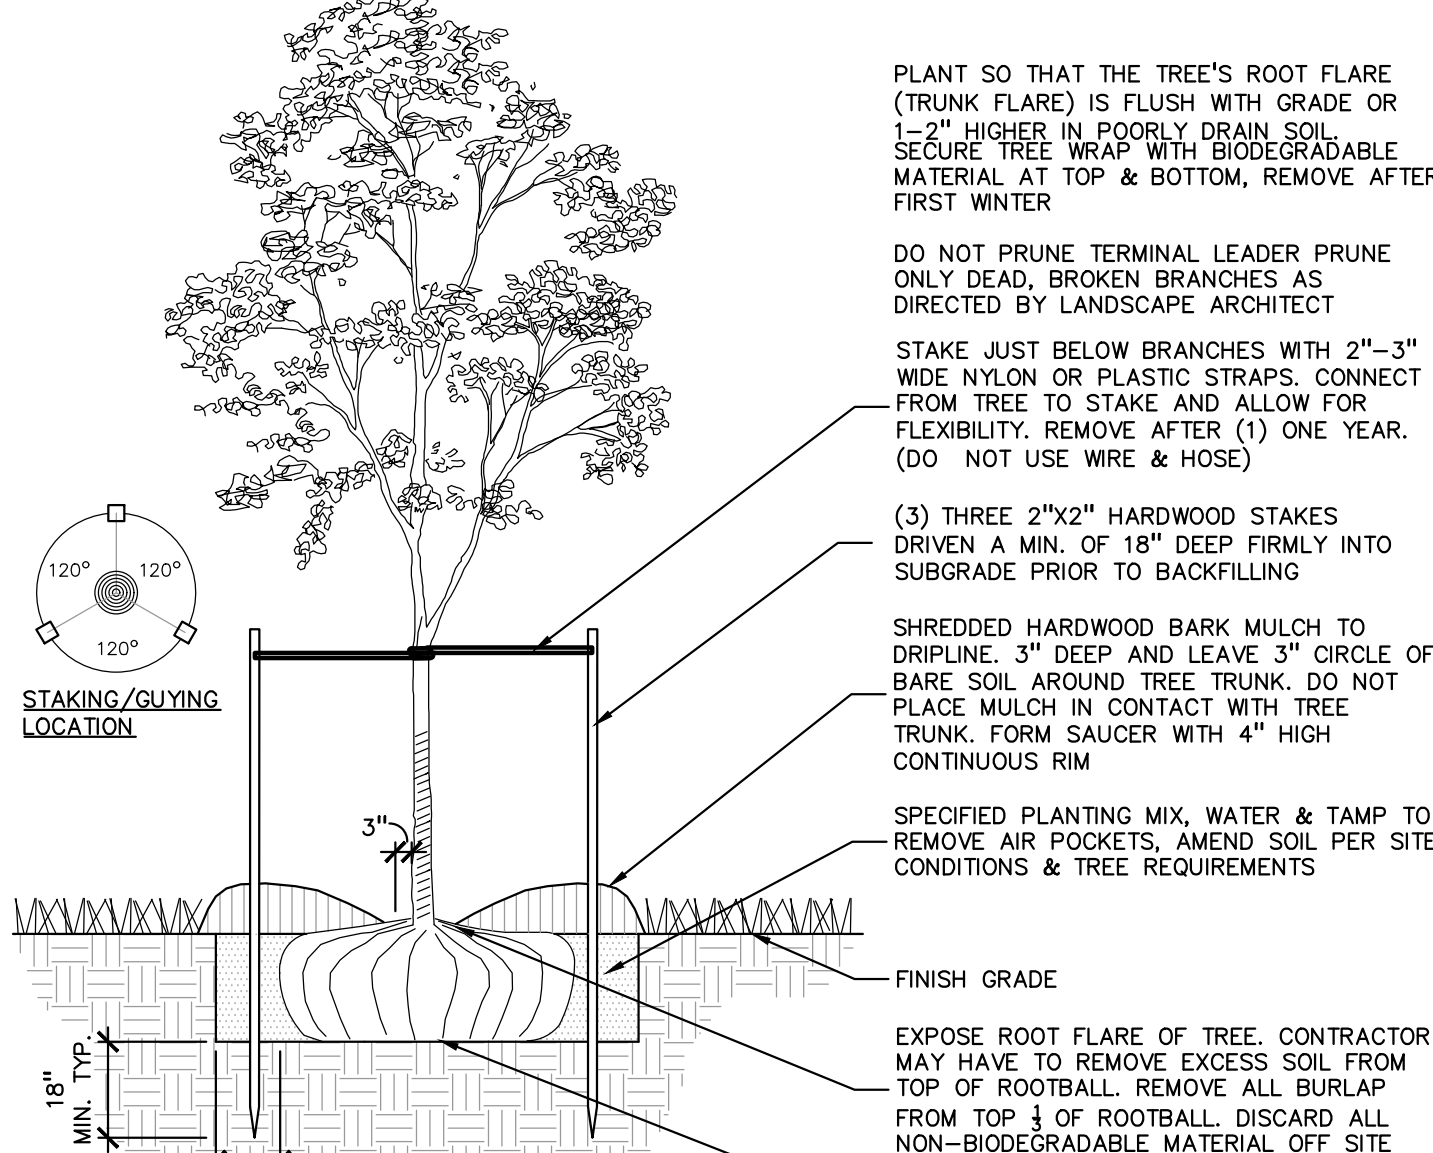 PLANT SO THAT THE TREE'S ROOT FLARE
(TRUNK FLARE) IS FLUSH WITH GRADE OR
1-2" HIGHER IN POORLY DRAIN SOIL.
SECURE TREE WRAP WITH BIODEGRADABLE
MATERIAL AT TOP & BOTTOM, REMOVE AFTER
FIRST WINTER
DO NOT PRUNE TERMINAL LEADER PRUNE
ONLY DEAD, BROKEN BRANCHES AS
DIRECTED BY LANDSCAPE ARCHITECT
STAKE JUST BELOW BRANCHES WITH 2"-3"
WIDE NYLON OR PLASTIC STRAPS. CONNECT
FROM TREE TO STAKE AND ALLOW FOR
FLEXIBILITY. REMOVE AFTER (1) ONE YEAR.
(DO NOT USE WIRE & HOSE)
(3) THREE 2"X2" HARDWOOD STAKES
DRIVEN A MIN. OF 18" DEEP FIRMLY INTO
SUBGRADE PRIOR TO BACKFILLING
120° 120°
120°
STAKING/GUYING
LOCATION
SHREDDED HARDWOOD BARK MULCH TO
DRIPLINE. 3" DEEP AND LEAVE 3" CIRCLE OF
BARE SOIL AROUND TREE TRUNK. DO NOT
PLACE MULCH IN CONTACT WITH TREE
TRUNK. FORM SAUCER WITH 4" HIGH
CONTINUOUS RIM
3"
SPECIFIED PLANTING MIX, WATER & TAMP TO
REMOVE AIR POCKETS, AMEND SOIL PER SITE
CONDITIONS & TREE REQUIREMENTS
FINISH GRADE
18"
MIN. TYP.
EXPOSE ROOT FLARE OF TREE. CONTRACTOR
MAY HAVE TO REMOVE EXCESS SOIL FROM
TOP OF ROOTBALL. REMOVE ALL BURLAP
FROM TOP 1/3 OF ROOTBALL. DISCARD ALL
NON-BIODEGRADABLE MATERIAL OFF SITE